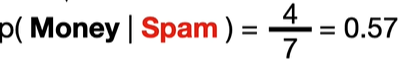 p( Money | Spam ) = 4/7 = 0.57